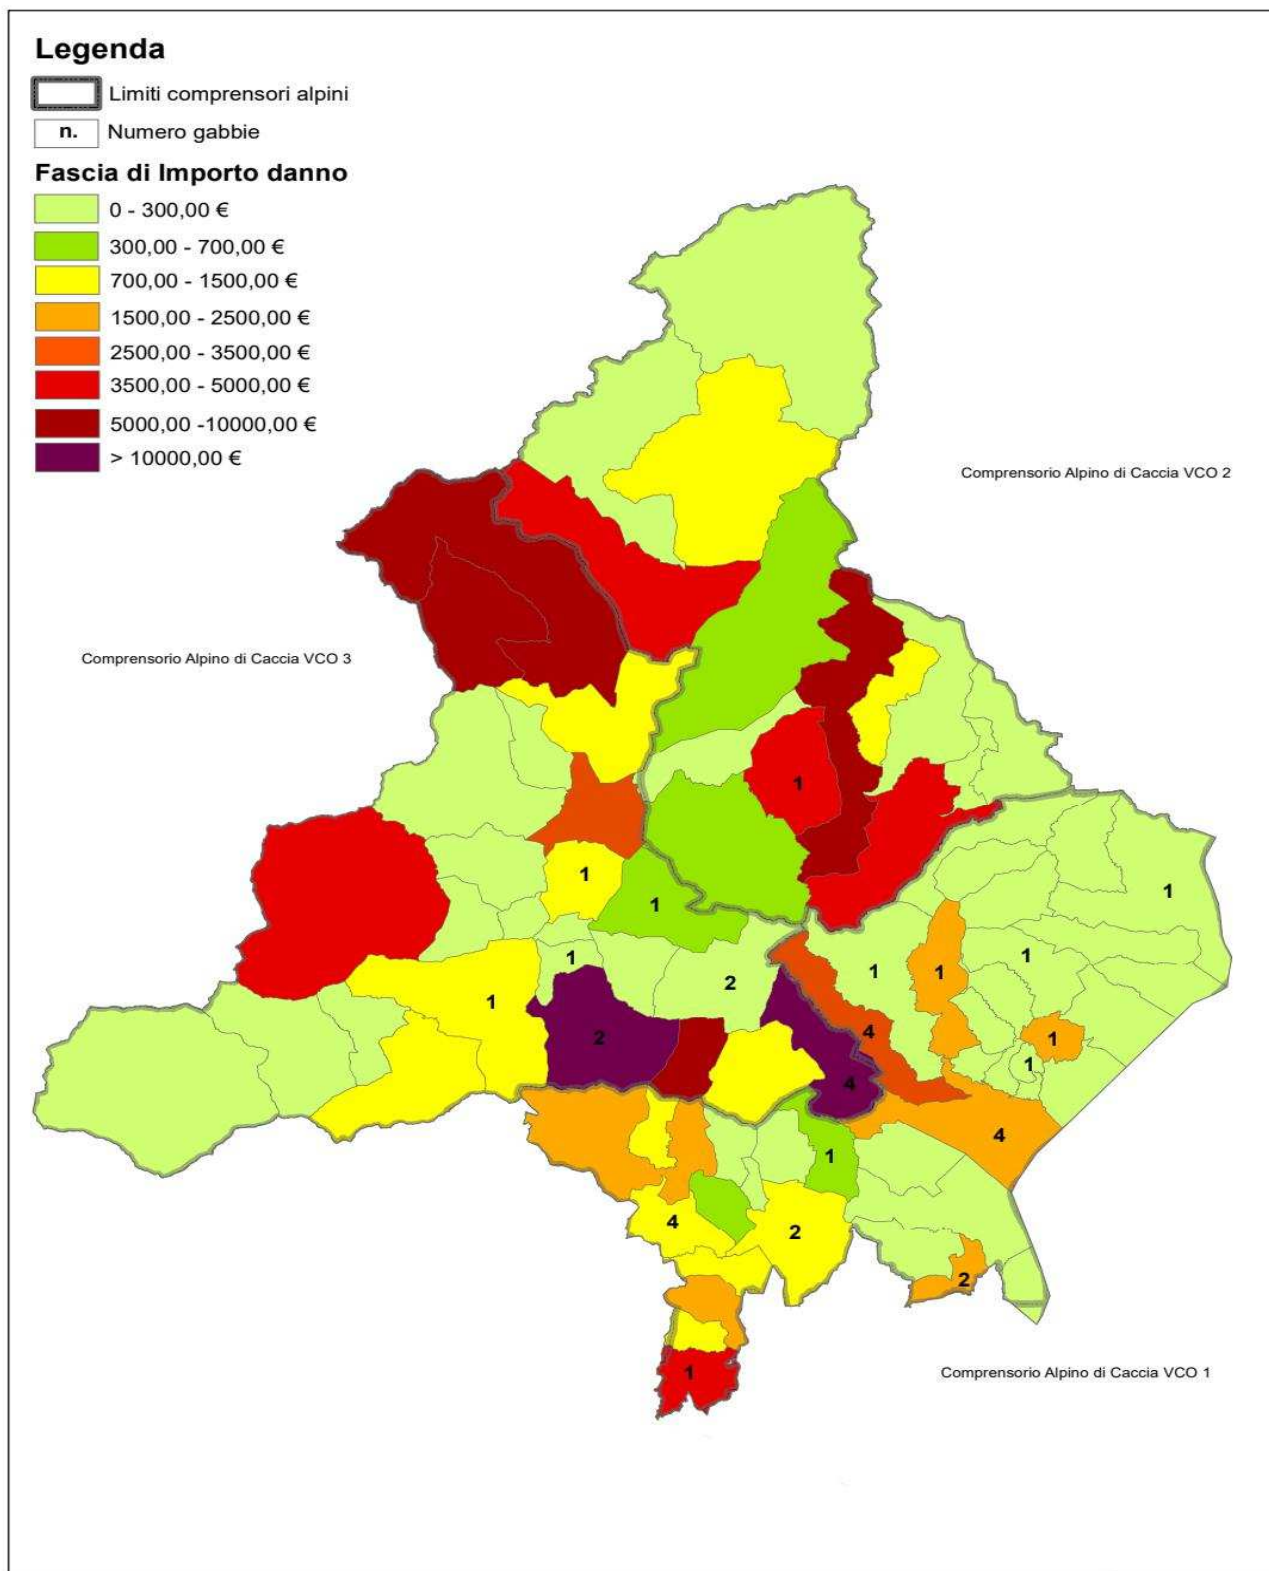 Legenda
Limiti comprensori alpini
n. Numero gabbie
Fascia di Importo danno
0 - 300,00 €
300,00 - 700,00 €
700,00 - 1500,00 €
1500,00 - 2500,00 €
2500,00 - 3500,00 €
3500,00 - 5000,00 €
5000,00 -10000,00 €
> 10000,00 €
Comprensorio Alpino di Caccia VCO 2
Comprensorio Alpino di Caccia VCO 3
1
1
1
1
1
1
2
1
1
1
4
2
1
1
4
4
1
4
2
2
1
Comprensorio Alpino di Caccia VCO 1